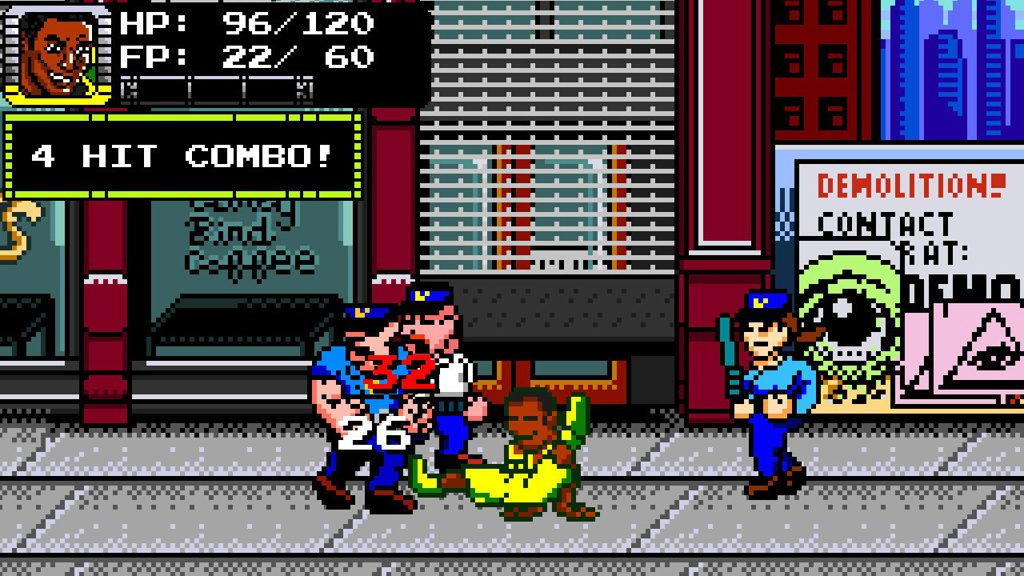 HP: 96/120
FP: 22/ 60
4 HIT COMBO!
Bind
Coffee
DEMOLITION!
CONTACT
AT:
DEMO
32
26